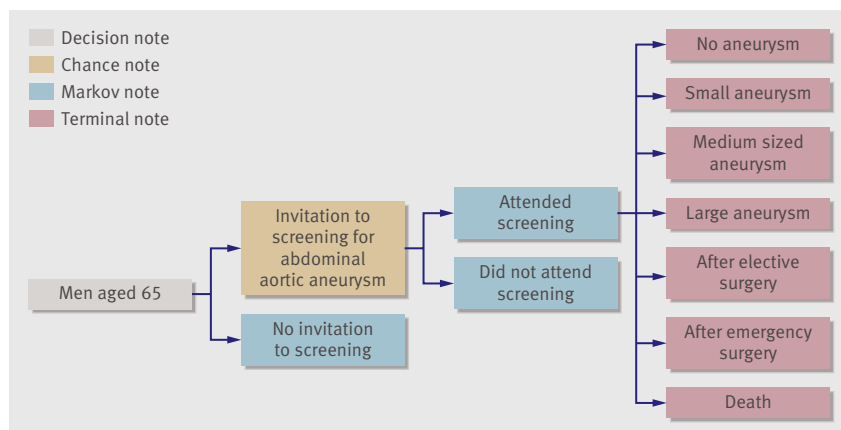 Decision note
Chance note
Markov note
Terminal note
Men aged 65
Invitation to
screening for
abdominal
aortic aneurysm
No invitation
to screening
Attended
screening
Did not attend
screening
No aneurysm
Small aneurysm
Medium sized
aneurysm
Large aneurysm
After elective
surgery
After emergency
surgery
Death